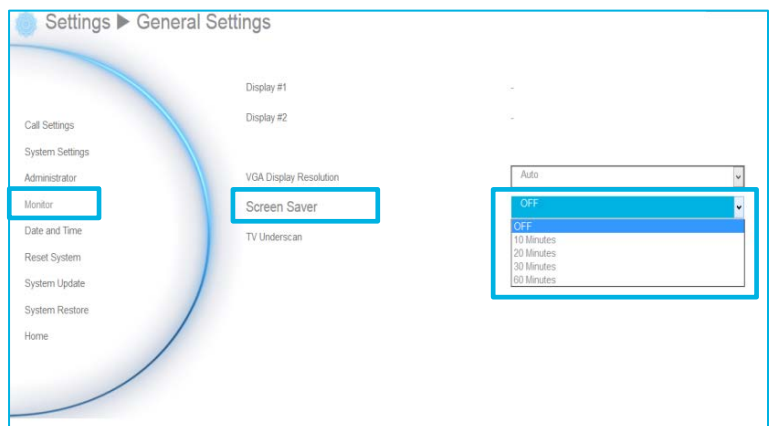 Settings ▶ General Settings
Display #1 -
Display #2 -
Call Settings
System Settings
Administrator
Monitor
Date and Time
Reset System
System Update
System Restore
Home
VGA Display Resolution Auto
Screen Saver OFF
TV Underscan
OFF
10 Minutes
20 Minutes
30 Minutes
60 Minutes